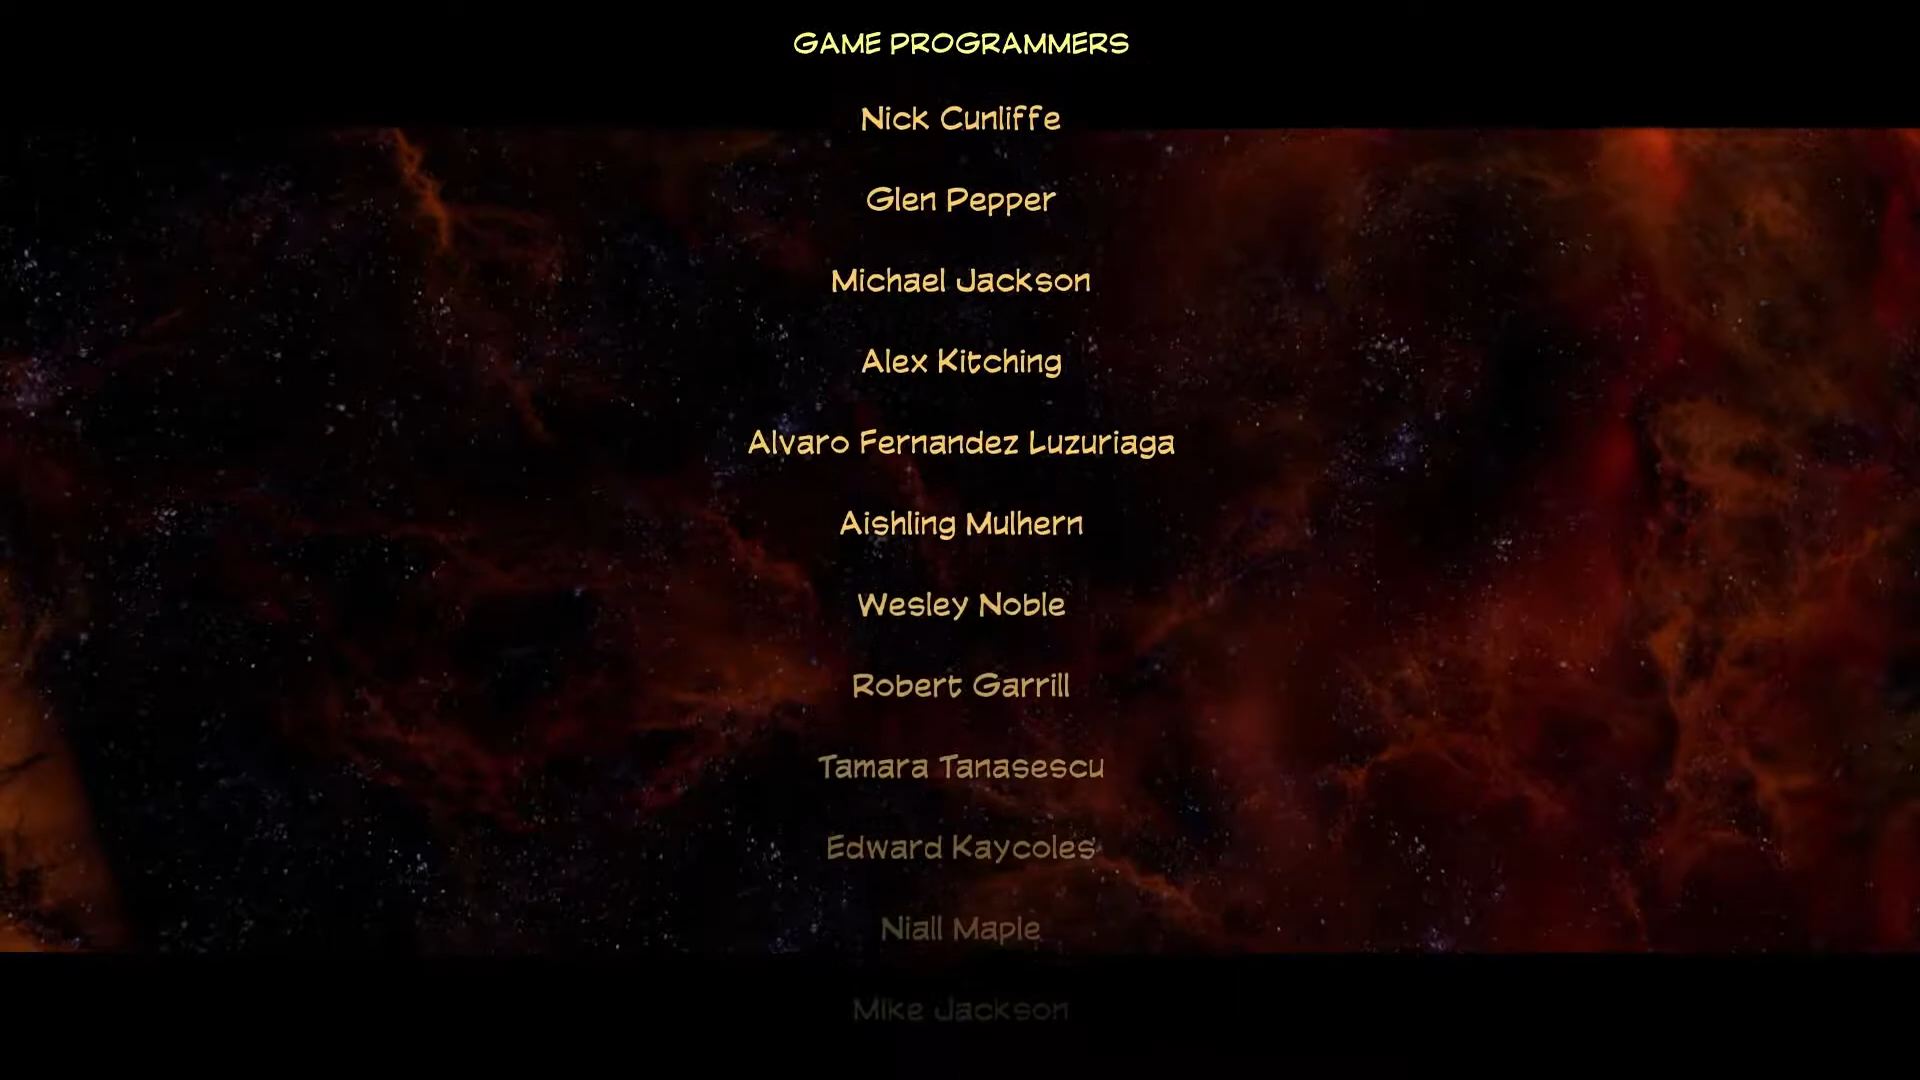 GAME PROGRAMMERS
Nick Cunliffe
Glen Pepper
Michael Jackson
Alex Kitching
Alvaro Fernandez Luzuriaga
Aishling Mulhern
Wesley Noble
Robert Garrill
Tamara Tanasescu
Edward Kaycoles
Niall Maple
Mike Jackson